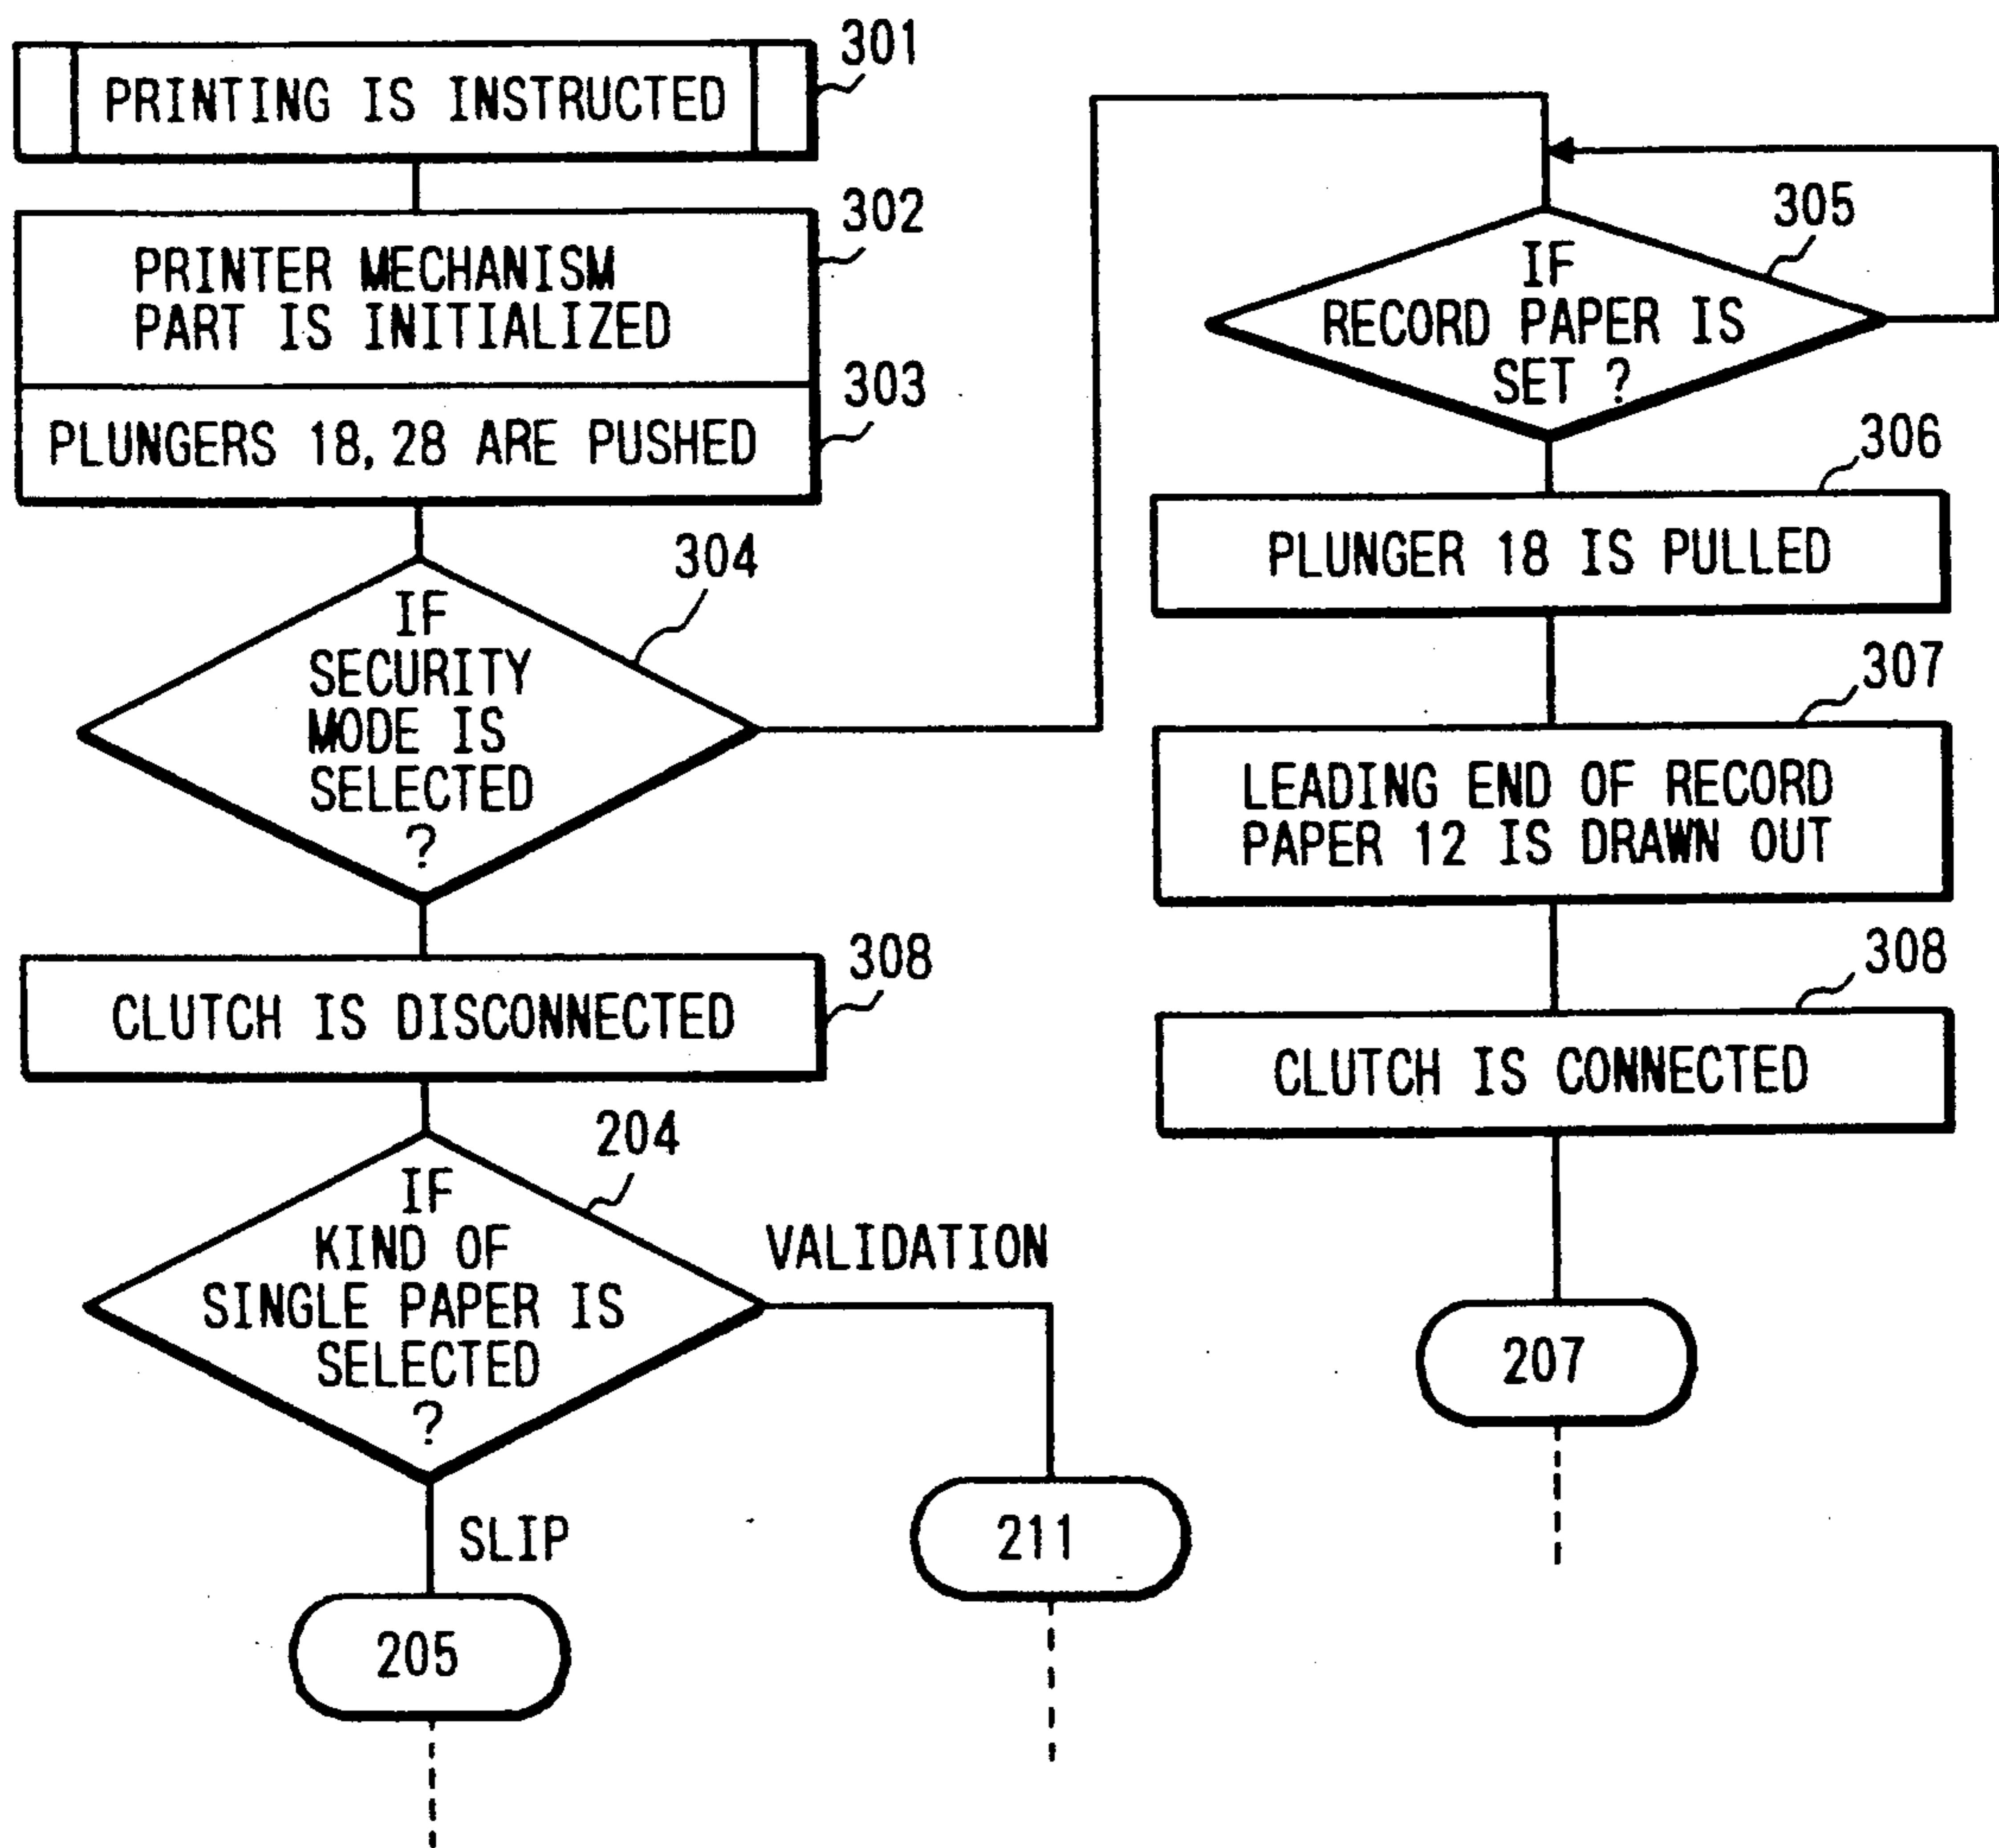 301
PRINTING IS INSTRUCTED
302
PRINTER MECHANISM
PART IS INITIALIZED
303
PLUNGERS 18, 28 ARE PUSHED
304
IF
SECURITY
MODE IS
SELECTED
?
308
CLUTCH IS DISCONNECTED
204
IF
KIND OF
SINGLE PAPER IS
SELECTED
?
VALIDATION
SLIP
211
205
305
IF
RECORD PAPER IS
SET ?
306
PLUNGER 18 IS PULLED
307
LEADING END OF RECORD
PAPER 12 IS DRAWN OUT
308
CLUTCH IS CONNECTED
207